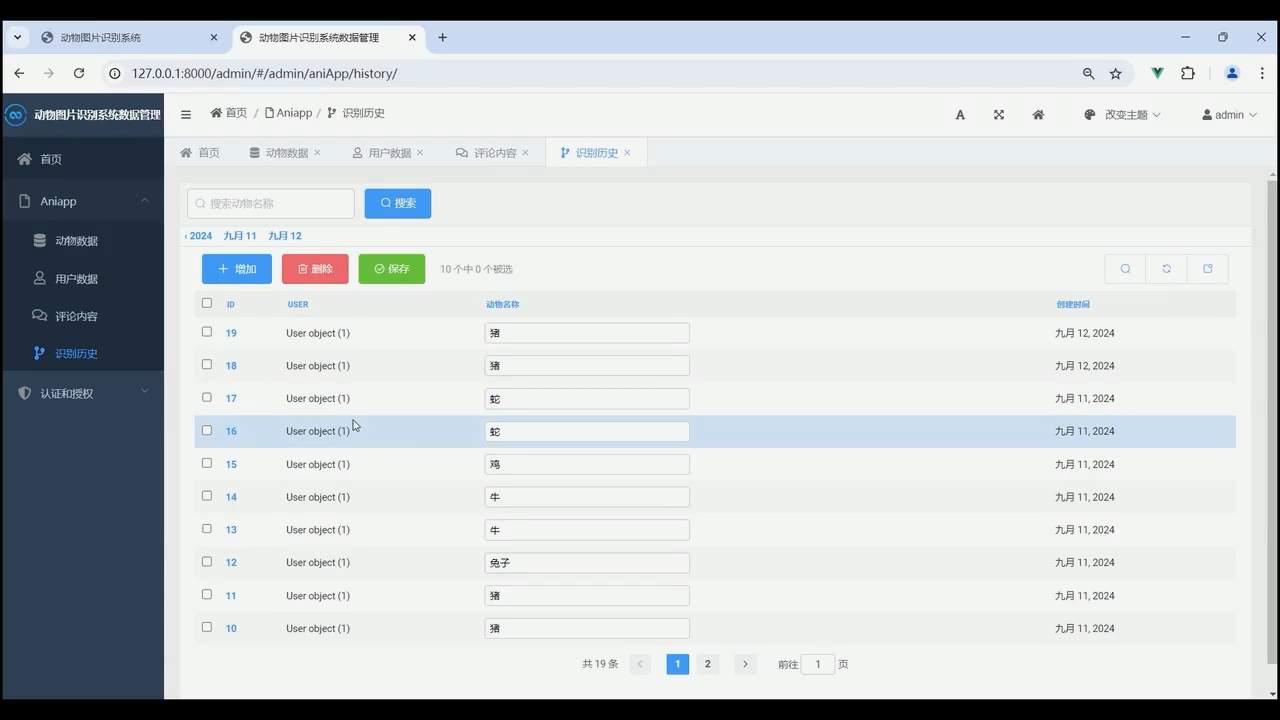 动物图片识别系统
动物图片识别系统数据管理
127.0.0.1:8000/admin/#/admin/aniApp/history/
动物图片识别系统数据管理
首页 / Aniapp / 识别历史
A
改变主题
admin
首页
Aniapp
动物数据
用户数据
评论内容
识别历史
认证和授权
首页
动物数据
用户数据
评论内容
识别历史
搜索动物名称
搜索
‹ 2024 九月 11 九月 12
增加 删除 保存 10 个中 0 个被选
ID USER 动物名称 创建时间
19 User object (1) 猪 九月 12, 2024
18 User object (1) 猪 九月 12, 2024
17 User object (1) 蛇 九月 11, 2024
16 User object (1) 蛇 九月 11, 2024
15 User object (1) 鸡 九月 11, 2024
14 User object (1) 牛 九月 11, 2024
13 User object (1) 牛 九月 11, 2024
12 User object (1) 兔子 九月 11, 2024
11 User object (1) 猪 九月 11, 2024
10 User object (1) 猪 九月 11, 2024
共 19 条 1 2 前往 1 页